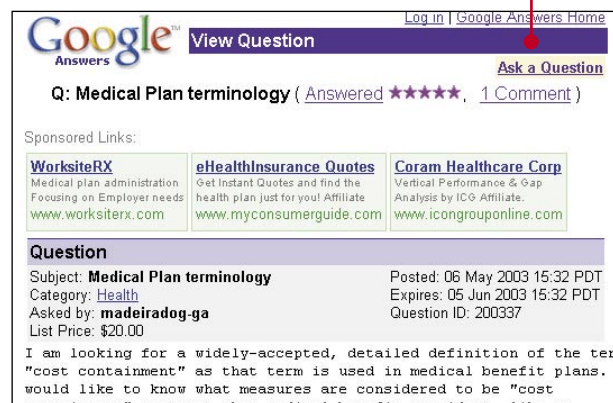 Log in | Google Answers Home
Google™
Answers
View Question
Ask a Question
Q: Medical Plan terminology ( Answered ★★★★★, 1 Comment )
Sponsored Links:
WorksiteRX
Medical plan administration
Focusing on Employer needs
www.worksiterx.com
eHealthInsurance Quotes
Get Instant Quotes and find the
health plan just for you! Affiliate
www.myconsumerguide.com
Coram Healthcare Corp
Vertical Performance & Gap
Analysis by ICG Affiliate.
www.icongrouponline.com
Question
Subject: Medical Plan terminology
Category: Health
Asked by: madeiradog-ga
List Price: $20.00
Posted: 06 May 2003 15:32 PDT
Expires: 05 Jun 2003 15:32 PDT
Question ID: 200337
I am looking for a widely-accepted, detailed definition of the ter
"cost containment" as that term is used in medical benefit plans.
would like to know what measures are considered to be "cost